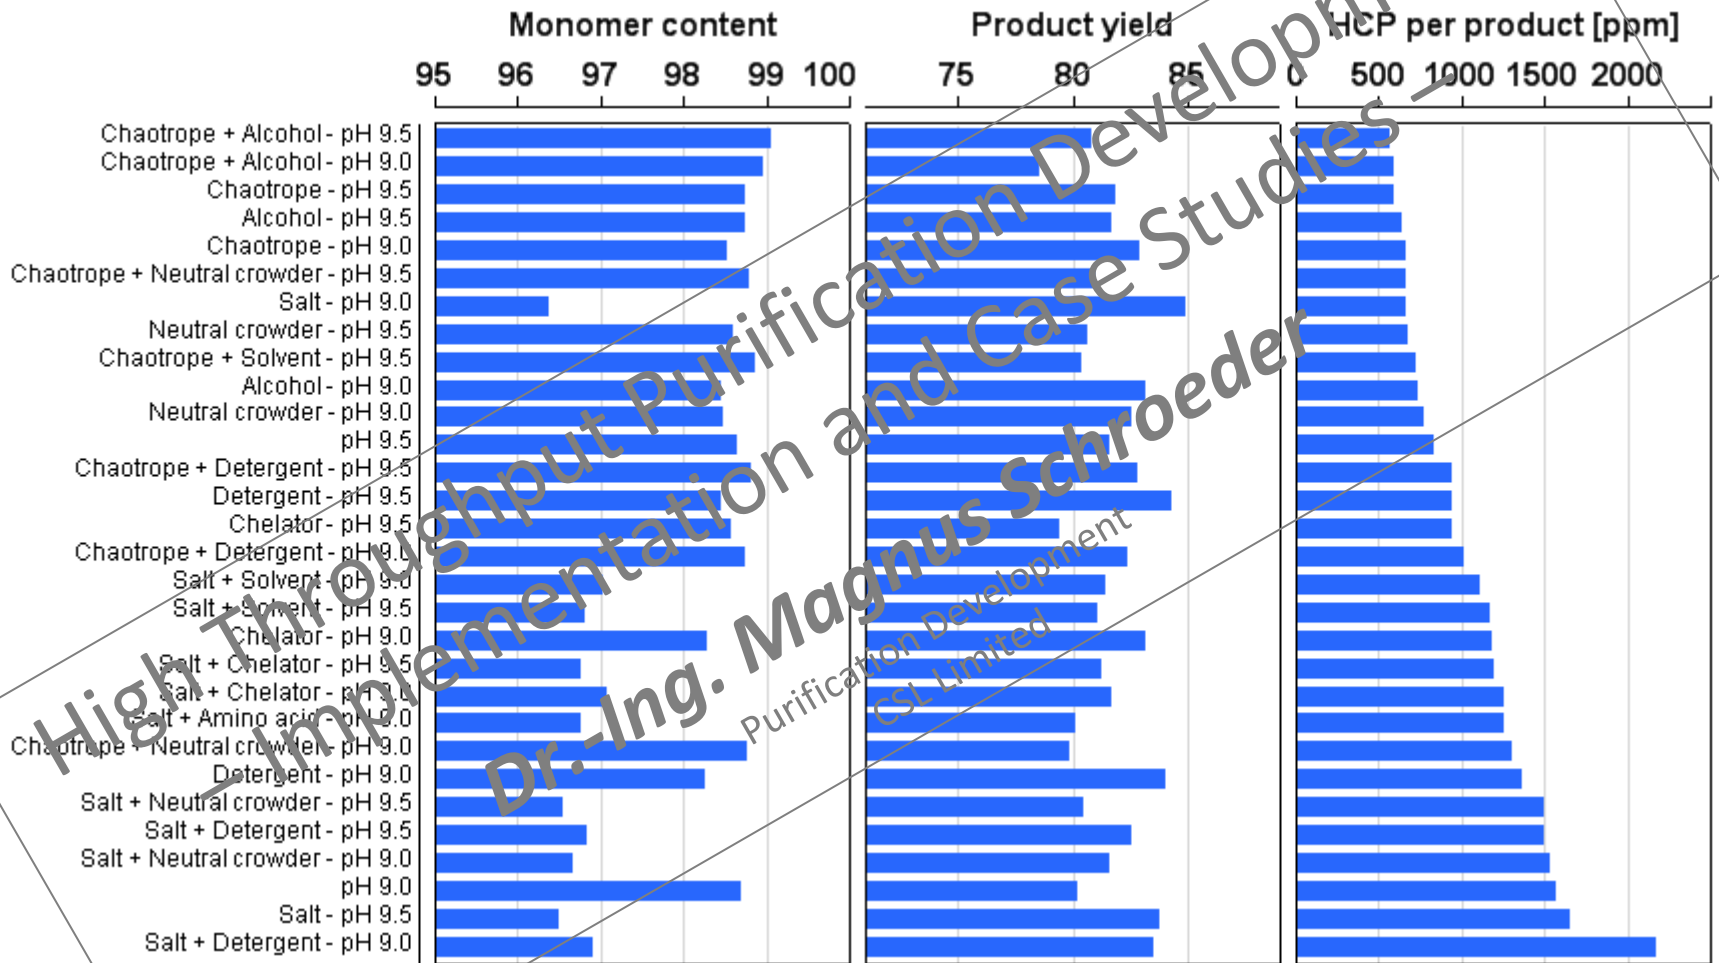 Monomer content
Product yield
HCP per product [ppm]
95 96 97 98 99 100
75 80 85
0 500 1000 1500 2000
Chaotrope + Alcohol - pH 9.5
Chaotrope + Alcohol - pH 9.0
Chaotrope - pH 9.5
Alcohol - pH 9.5
Chaotrope - pH 9.0
Chaotrope + Neutral crowder - pH 9.5
Salt - pH 9.0
Neutral crowder - pH 9.5
Chaotrope + Solvent - pH 9.5
Alcohol - pH 9.0
Neutral crowder - pH 9.0
pH 9.5
Chaotrope + Detergent - pH 9.5
Detergent - pH 9.5
Chelator - pH 9.5
Chaotrope + Detergent - pH 9.0
Salt + Solvent - pH 9.0
Salt + Solvent - pH 9.5
Chelator - pH 9.0
Salt + Chelator - pH 9.5
Salt + Chelator - pH 9.0
Salt + Amino acid - pH 9.0
Chaotrope + Neutral crowder - pH 9.0
Detergent - pH 9.0
Salt + Neutral crowder - pH 9.5
Salt + Detergent - pH 9.5
Salt + Neutral crowder - pH 9.0
pH 9.0
Salt - pH 9.5
Salt + Detergent - pH 9.0
High Throughput Purification Developm
– Implementation and Case Studies –
Dr.-Ing. Magnus Schroeder
Purification Development
CSL Limited